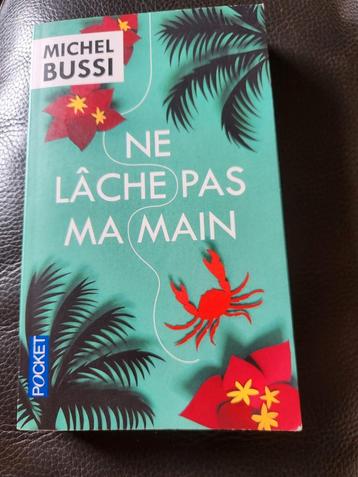 MICHEL
BUSSI
NE
LÂCHE PAS
MA MAIN
POCKET